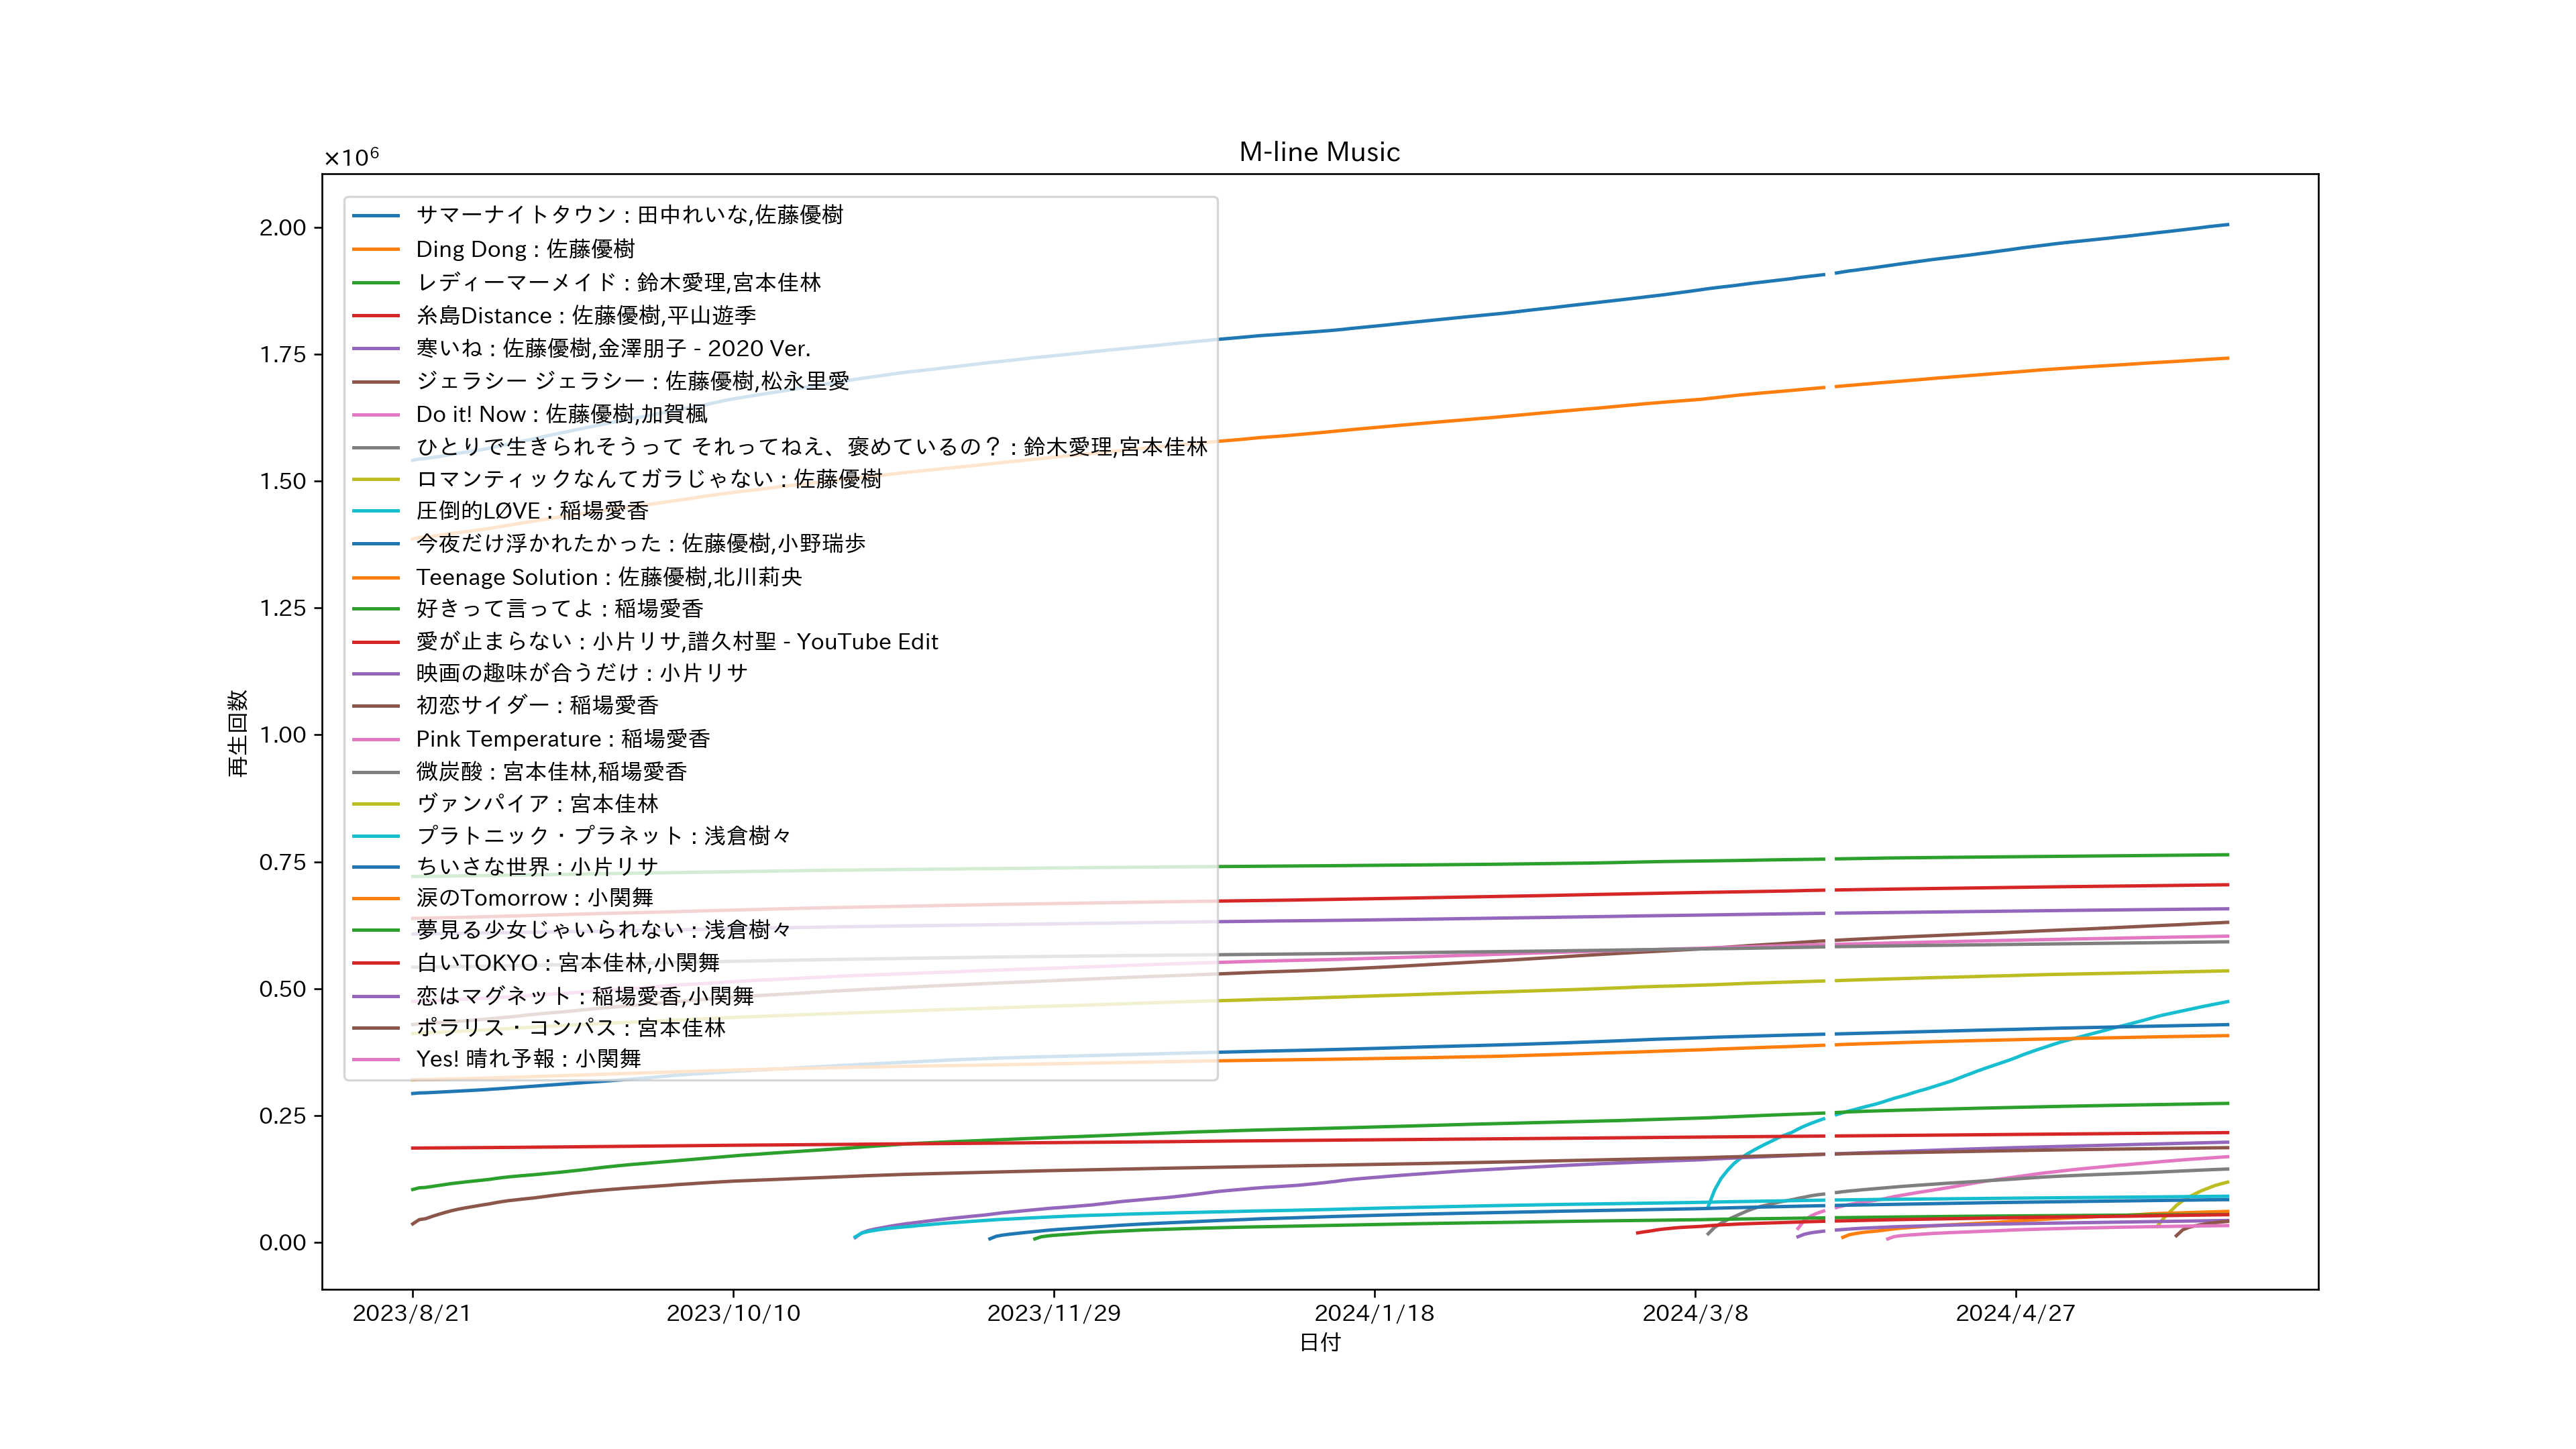 M-line Music
×10⁶
2.00
1.75
1.50
1.25
1.00
0.75
0.50
0.25
0.00
再生回数
サマーナイトタウン : 田中れいな,佐藤優樹
Ding Dong : 佐藤優樹
レディーマーメイド : 鈴木愛理,宮本佳林
糸島Distance : 佐藤優樹,平山遊季
寒いね : 佐藤優樹,金澤朋子 - 2020 Ver.
ジェラシー ジェラシー : 佐藤優樹,松永里愛
Do it! Now : 佐藤優樹,加賀楓
ひとりで生きられそうって それってねえ、褒めているの？ : 鈴木愛理,宮本佳林
ロマンティックなんてガラじゃない : 佐藤優樹
圧倒的LØVE : 稲場愛香
今夜だけ浮かれたかった : 佐藤優樹,小野瑞歩
Teenage Solution : 佐藤優樹,北川莉央
好きって言ってよ : 稲場愛香
愛が止まらない : 小片リサ,譜久村聖 - YouTube Edit
映画の趣味が合うだけ : 小片リサ
初恋サイダー : 稲場愛香
Pink Temperature : 稲場愛香
微炭酸 : 宮本佳林,稲場愛香
ヴァンパイア : 宮本佳林
プラトニック・プラネット : 浅倉樹々
ちいさな世界 : 小片リサ
涙のTomorrow : 小関舞
夢見る少女じゃいられない : 浅倉樹々
白いTOKYO : 宮本佳林,小関舞
恋はマグネット : 稲場愛香,小関舞
ポラリス・コンパス : 宮本佳林
Yes! 晴れ予報 : 小関舞
2023/8/21
2023/10/10
2023/11/29
2024/1/18
2024/3/8
2024/4/27
日付